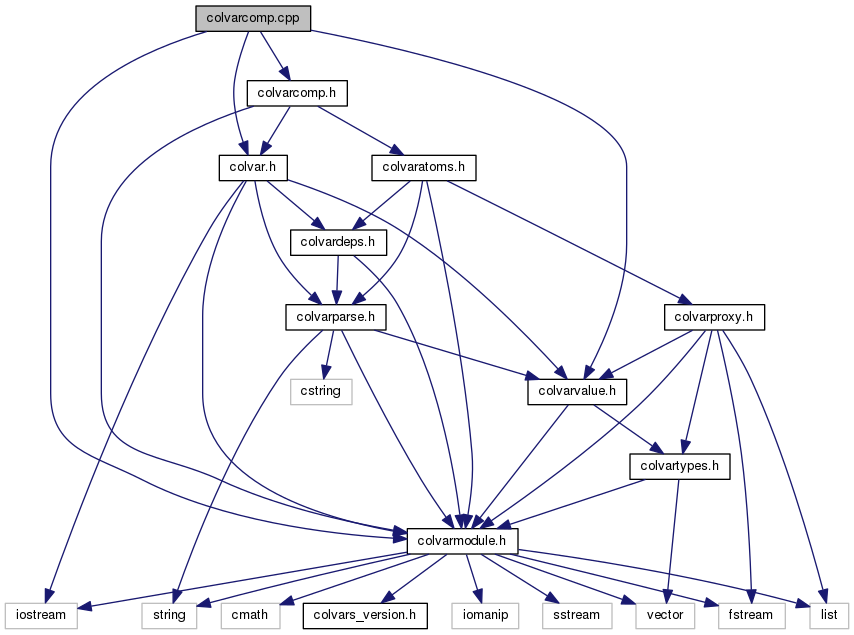 colvarcomp.cpp
colvarcomp.h
colvar.h
colvaratoms.h
colvardeps.h
colvarparse.h
colvarproxy.h
cstring
colvarvalue.h
colvartypes.h
colvarmodule.h
iostream
string
cmath
colvars_version.h
iomanip
sstream
vector
fstream
list